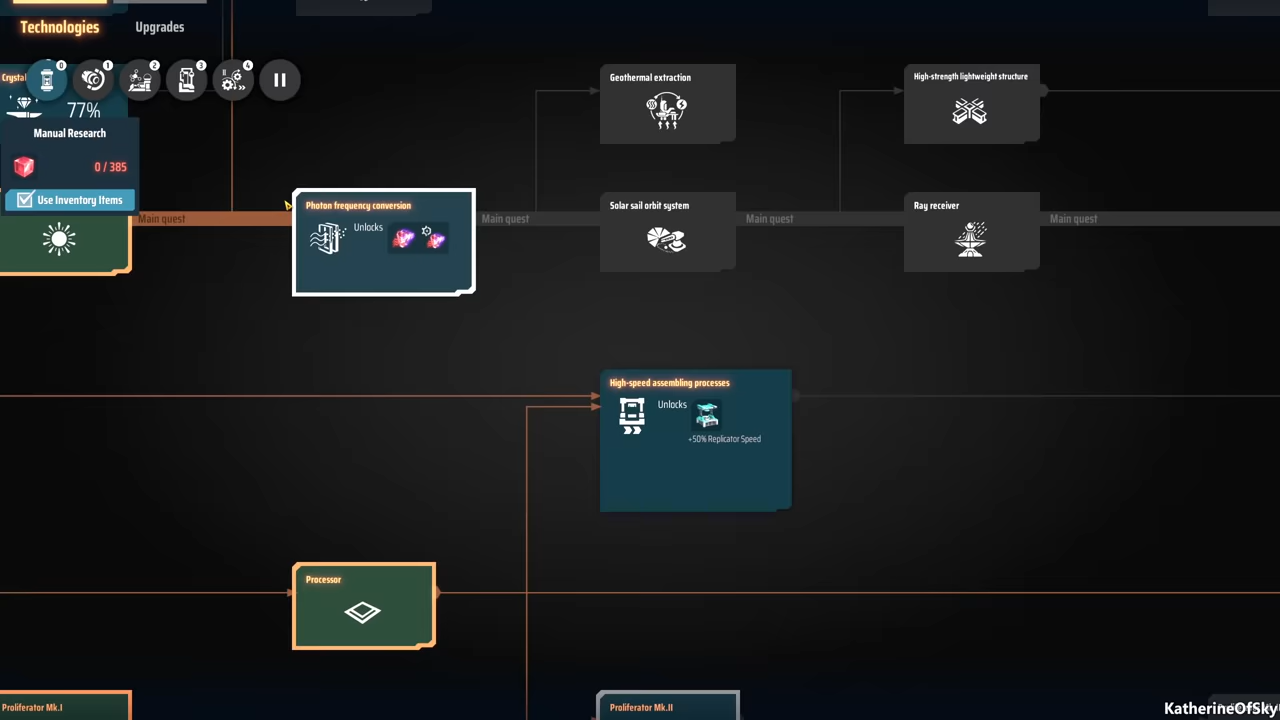 Technologies
Upgrades
0
1
2
3
4
Crystal
77%
Manual Research
0 / 385
Use Inventory Items
Main quest
Photon frequency conversion
Unlocks
Main quest
Geothermal extraction
Solar sail orbit system
Main quest
High-strength lightweight structure
Ray receiver
Main quest
High-speed assembling processes
Unlocks
+50% Replicator Speed
Processor
Proliferator Mk.I
Proliferator Mk.II
KatherineOfSky